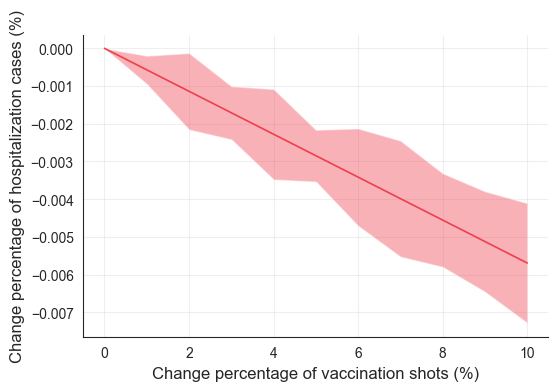 Change percentage of hospitalization cases (%)
0.000
−0.001
−0.002
−0.003
−0.004
−0.005
−0.006
−0.007
0 2 4 6 8 10
Change percentage of vaccination shots (%)